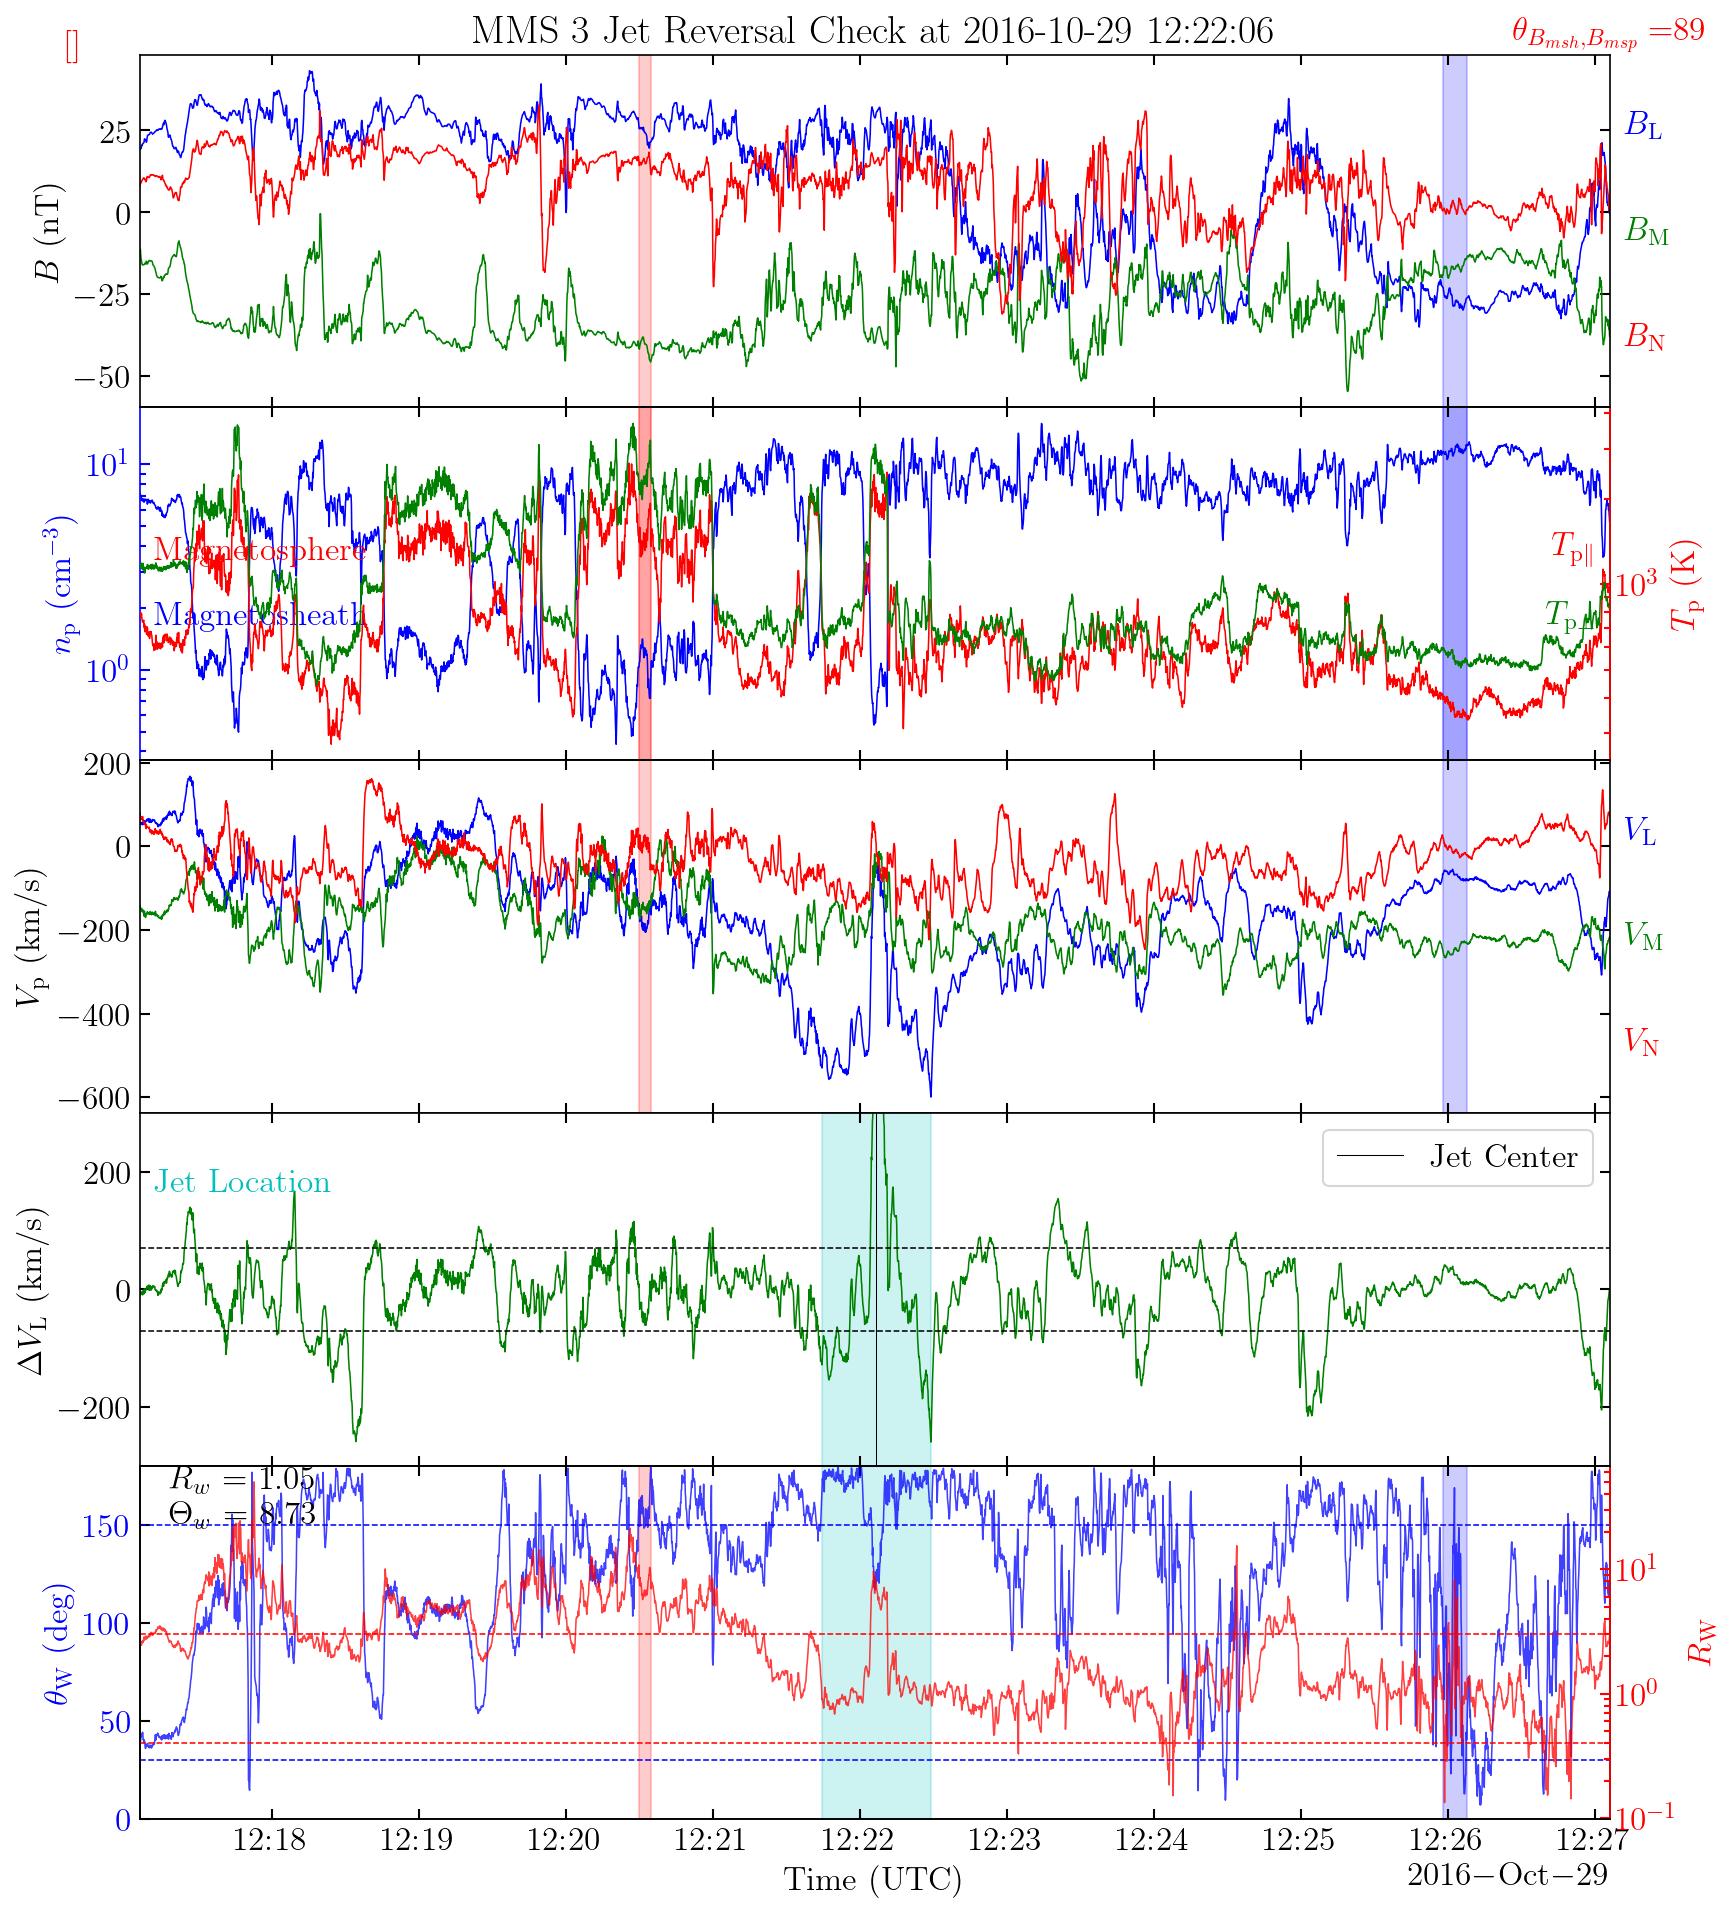 MMS 3 Jet Reversal Check at 2016-10-29 12:22:06
[]
θ_{B_{msh},B_{msp}} =89
25
0
−25
−50
B (nT)
B_L
B_M
B_N
10^1
10^0
n_p (cm^{−3})
Magnetosphere
Magnetosheath
T_{p∥}
T_{p⊥}
10^3
T_p (K)
200
0
−200
−400
−600
V_p (km/s)
V_L
V_M
V_N
200
0
−200
ΔV_L (km/s)
Jet Location
Jet Center
R_w = 1.05
Θ_w = 8.73
150
100
50
0
θ_W (deg)
10^1
10^0
10^{−1}
R_W
12:18 12:19 12:20 12:21 12:22 12:23 12:24 12:25 12:26 12:27
Time (UTC)
2016−Oct−29